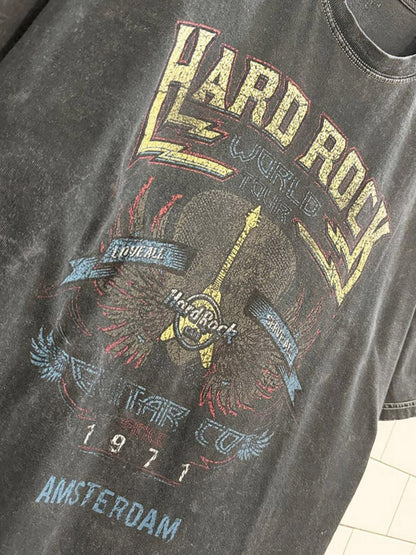 HARD ROCK
WORLD
TOUR
LOVE ALL
Hard Rock
SERVE ALL
GUITAR CO
1971
AMSTERDAM